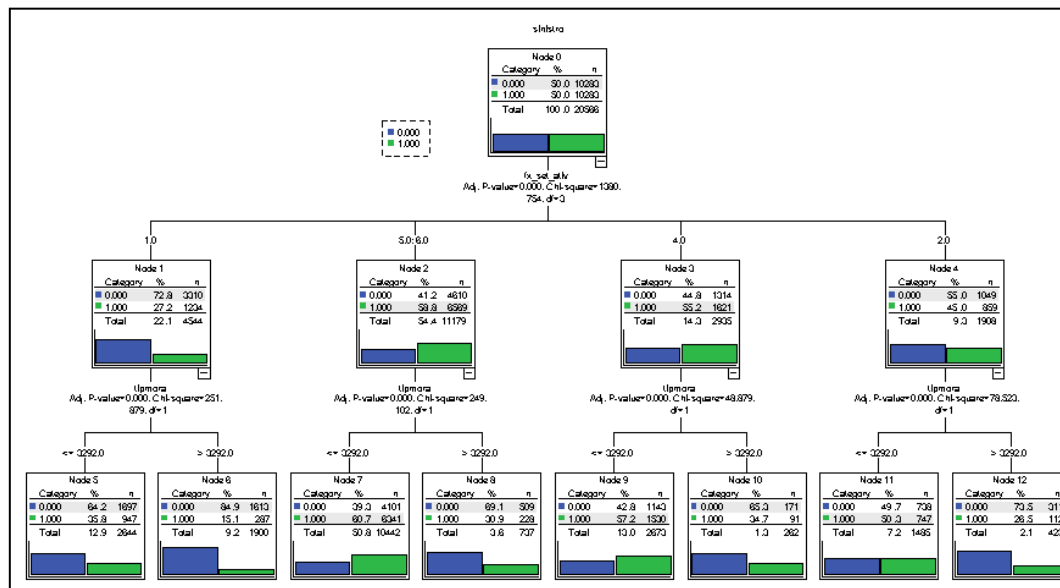 sinistro
Node 0
Category % n
0.000 50.0 10283
1.000 50.0 10283
Total 100.0 20566
0.000
1.000
fx_set_ativ
Adj. P-value=0.000. Chi-square=1380.
754. df=3
1.0
5.0; 6.0
4.0
2.0
Node 1
Category % n
0.000 72.8 3310
1.000 27.2 1234
Total 22.1 4544
Node 2
Category % n
0.000 41.2 4610
1.000 58.8 6569
Total 54.4 11179
Node 3
Category % n
0.000 44.8 1314
1.000 55.2 1621
Total 14.3 2935
Node 4
Category % n
0.000 55.0 1049
1.000 45.0 859
Total 9.3 1908
Adj. P-value=0.000. Chi-square=251.
879. df=1
Adj. P-value=0.000. Chi-square=249.
102. df=1
Adj. P-value=0.000. Chi-square=48.879.
df=1
Adj. P-value=0.000. Chi-square=78.523.
df=1
<= 3292.0
> 3292.0
<= 3292.0
> 3292.0
<= 3292.0
> 3292.0
<= 3292.0
> 3292.0
Node 5
Category % n
0.000 64.2 1697
1.000 35.8 947
Total 12.9 2644
Node 6
Category % n
0.000 84.9 1613
1.000 15.1 287
Total 9.2 1900
Node 7
Category % n
0.000 39.3 4101
1.000 60.7 6341
Total 50.8 10442
Node 8
Category % n
0.000 69.1 509
1.000 30.9 228
Total 3.6 737
Node 9
Category % n
0.000 42.8 1143
1.000 57.2 1530
Total 13.0 2673
Node 10
Category % n
0.000 65.3 171
1.000 34.7 91
Total 1.3 262
Node 11
Category % n
0.000 49.7 738
1.000 50.3 747
Total 7.2 1485
Node 12
Category %
0.000 73.5
1.000 26.5
Total 2.1